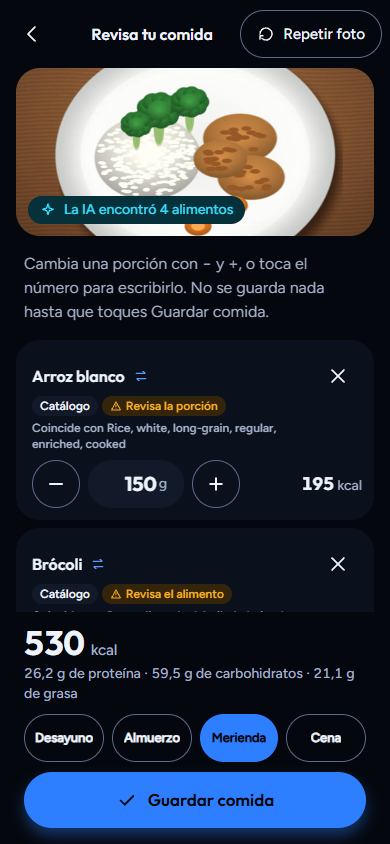 Revisa tu comida
Repetir foto
La IA encontró 4 alimentos
Cambia una porción con - y +, o toca el
número para escribirlo. No se guarda nada
hasta que toques Guardar comida.
Arroz blanco
Catálogo
Revisa la porción
Coincide con Rice, white, long-grain, regular,
enriched, cooked
150 g
195 kcal
Brócoli
Catálogo
Revisa el alimento
530 kcal
26,2 g de proteína · 59,5 g de carbohidratos · 21,1 g
de grasa
Desayuno
Almuerzo
Merienda
Cena
Guardar comida